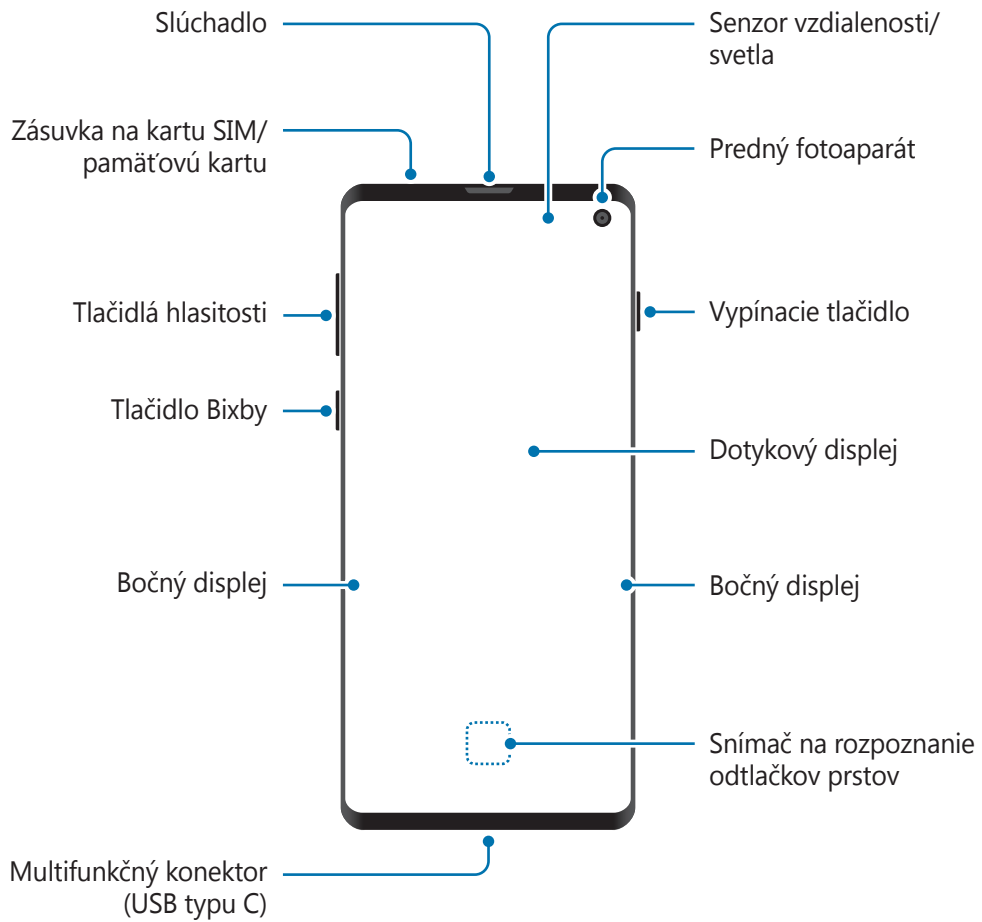 Slúchadlo
Zásuvka na kartu SIM/
pamäťovú kartu
Tlačidlá hlasitosti
Tlačidlo Bixby
Bočný displej
Multifunkčný konektor
(USB typu C)
Senzor vzdialenosti/
svetla
Predný fotoaparát
Vypínacie tlačidlo
Dotykový displej
Bočný displej
Snímač na rozpoznanie
odtlačkov prstov